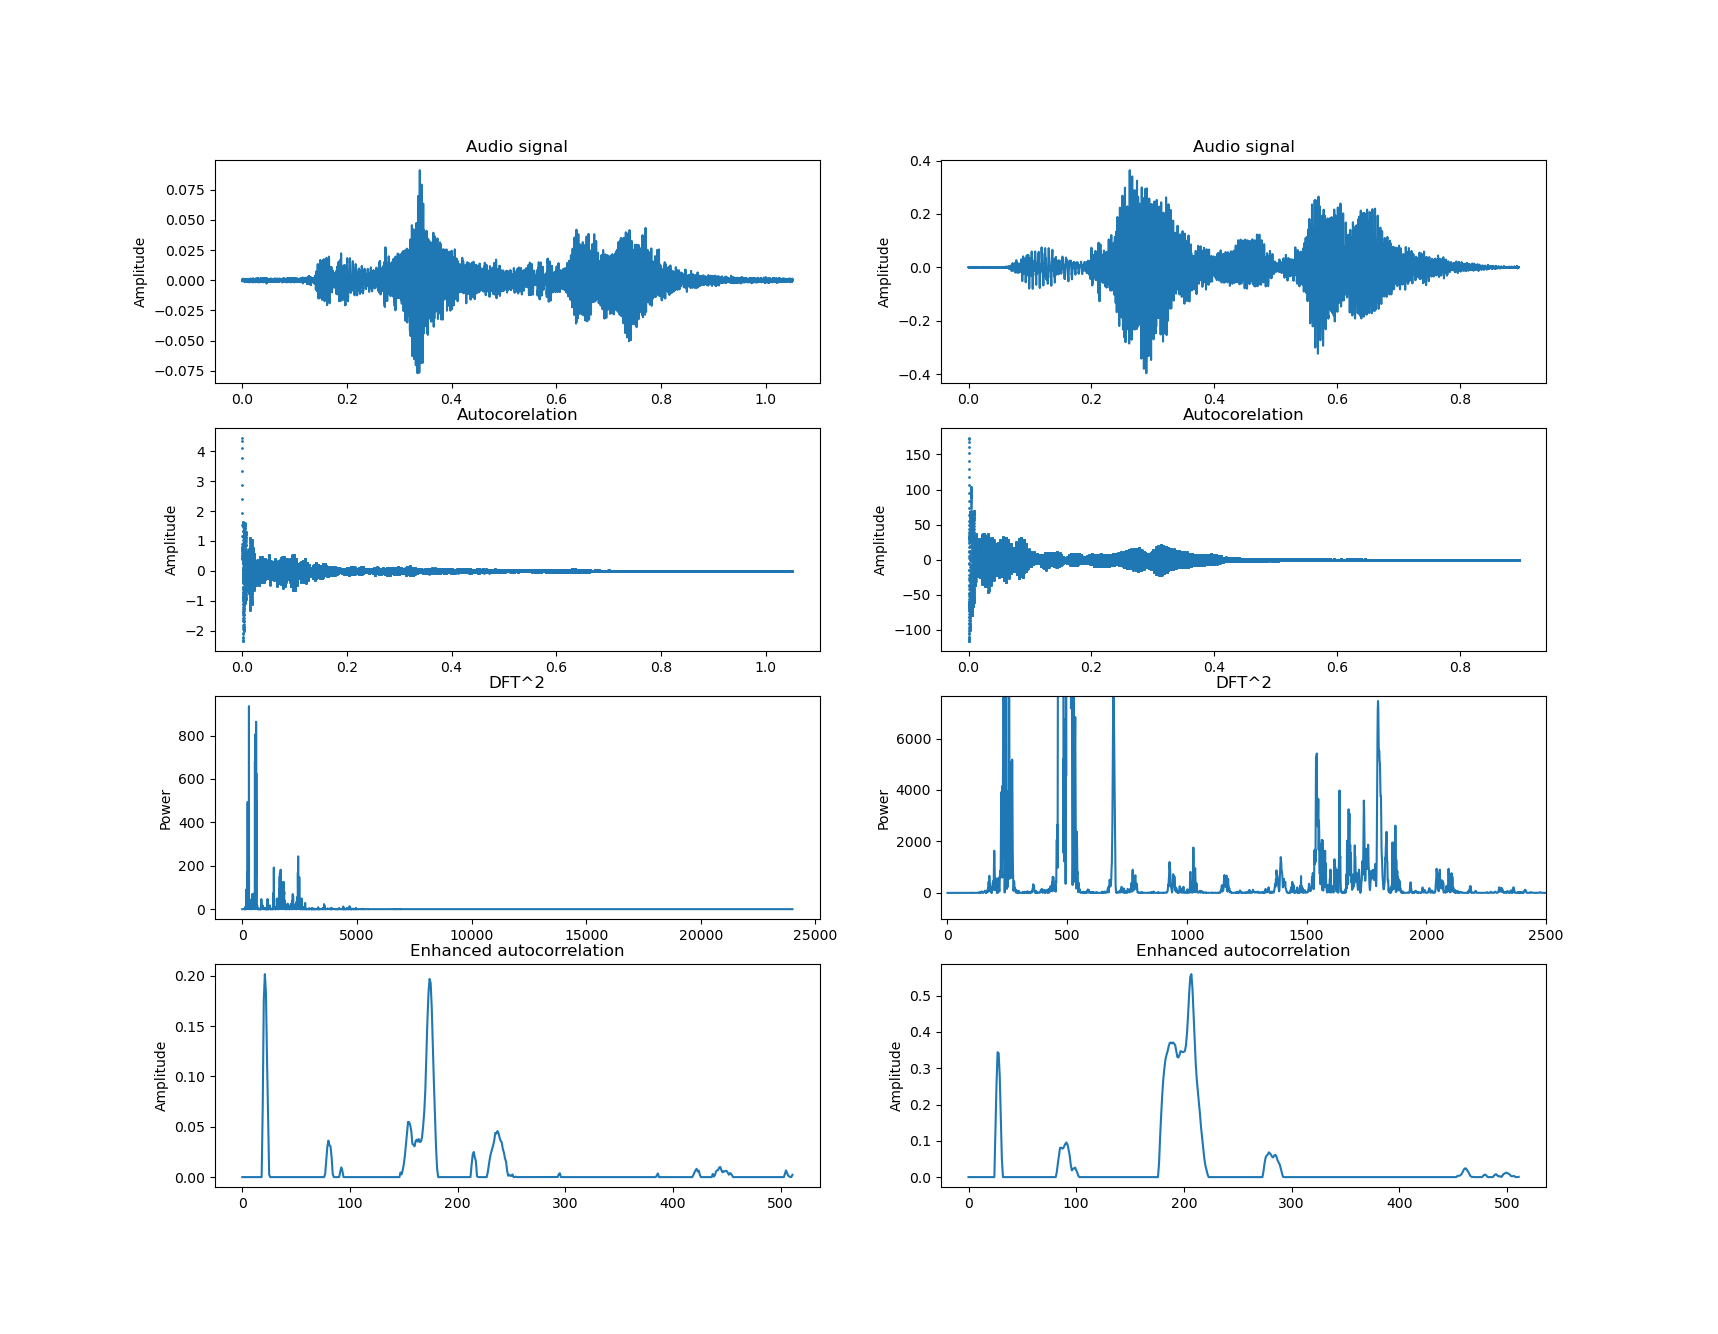 Audio signal
Amplitude
0.075
0.050
0.025
0.000
−0.025
−0.050
−0.075
0.0 0.2 0.4 0.6 0.8 1.0
Audio signal
Amplitude
0.4
0.2
0.0
−0.2
−0.4
0.0 0.2 0.4 0.6 0.8
Autocorelation
Amplitude
4
3
2
1
0
−1
−2
0.0 0.2 0.4 0.6 0.8 1.0
Autocorelation
Amplitude
150
100
50
0
−50
−100
0.0 0.2 0.4 0.6 0.8
DFT^2
Power
800
600
400
200
0
0 5000 10000 15000 20000 25000
DFT^2
Power
6000
4000
2000
0
0 500 1000 1500 2000 2500
Enhanced autocorrelation
Amplitude
0.20
0.15
0.10
0.05
0.00
0 100 200 300 400 500
Enhanced autocorrelation
Amplitude
0.5
0.4
0.3
0.2
0.1
0.0
0 100 200 300 400 500